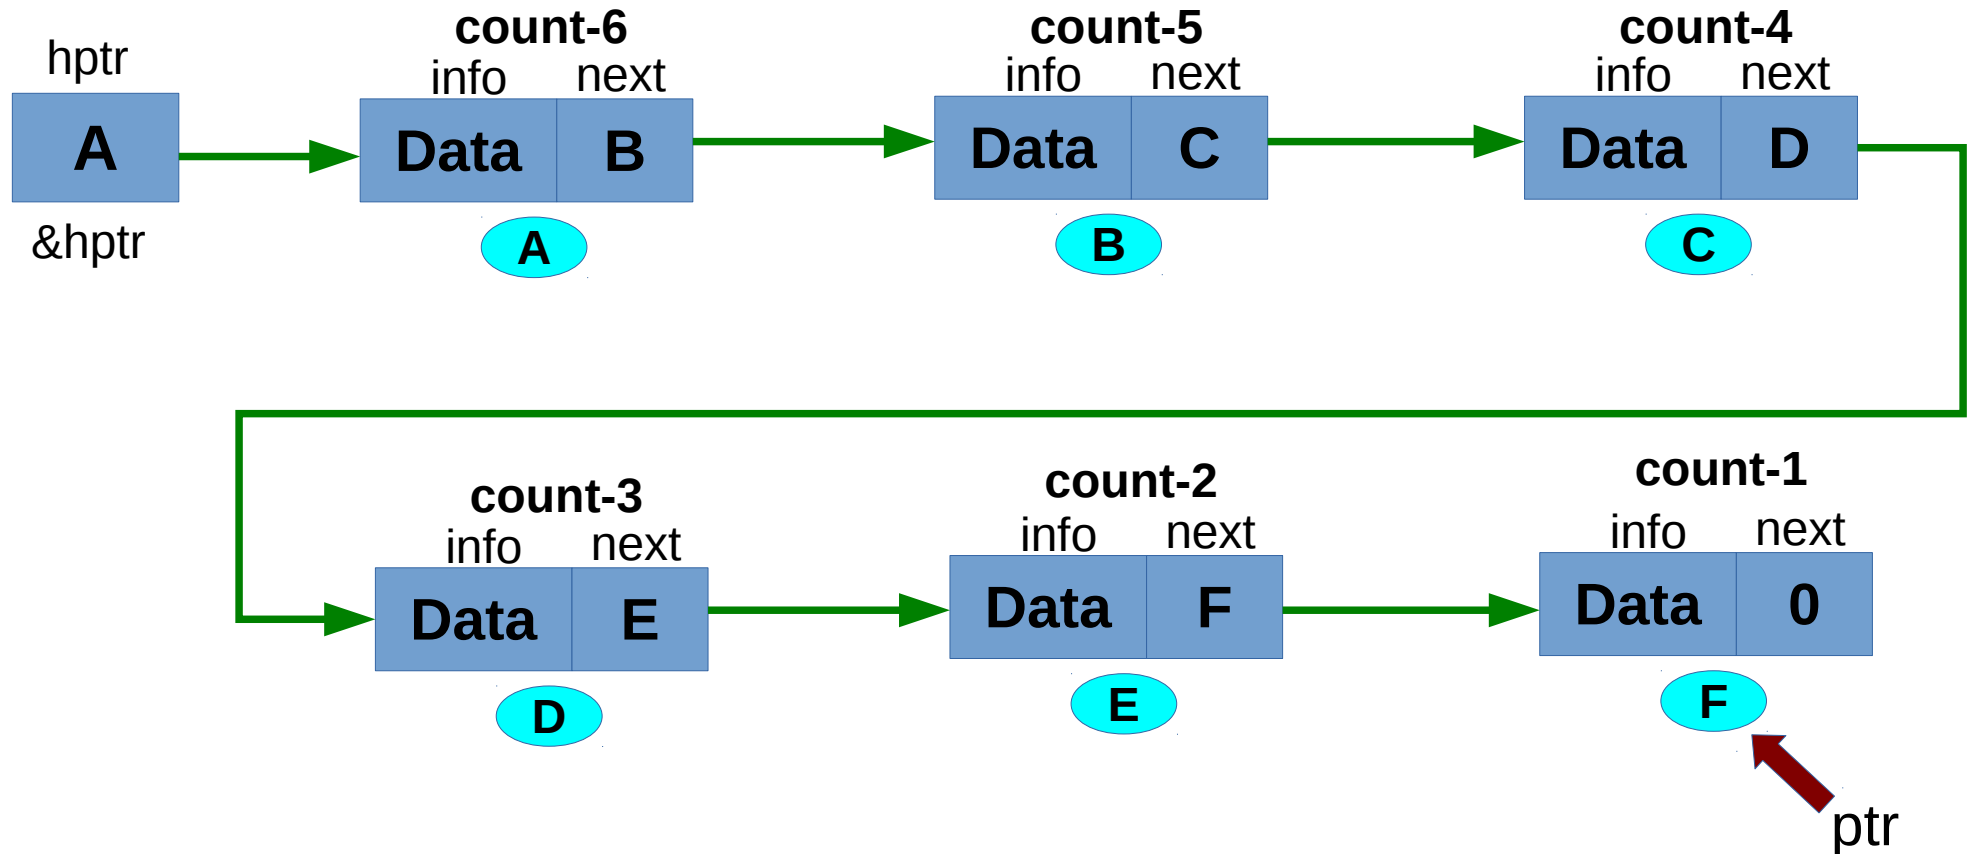 hptr
A
&hptr
count-6
info next
Data B
A
count-5
info next
Data C
B
count-4
info next
Data D
C
count-3
info next
Data E
D
count-2
info next
Data F
E
count-1
info next
Data 0
F
ptr